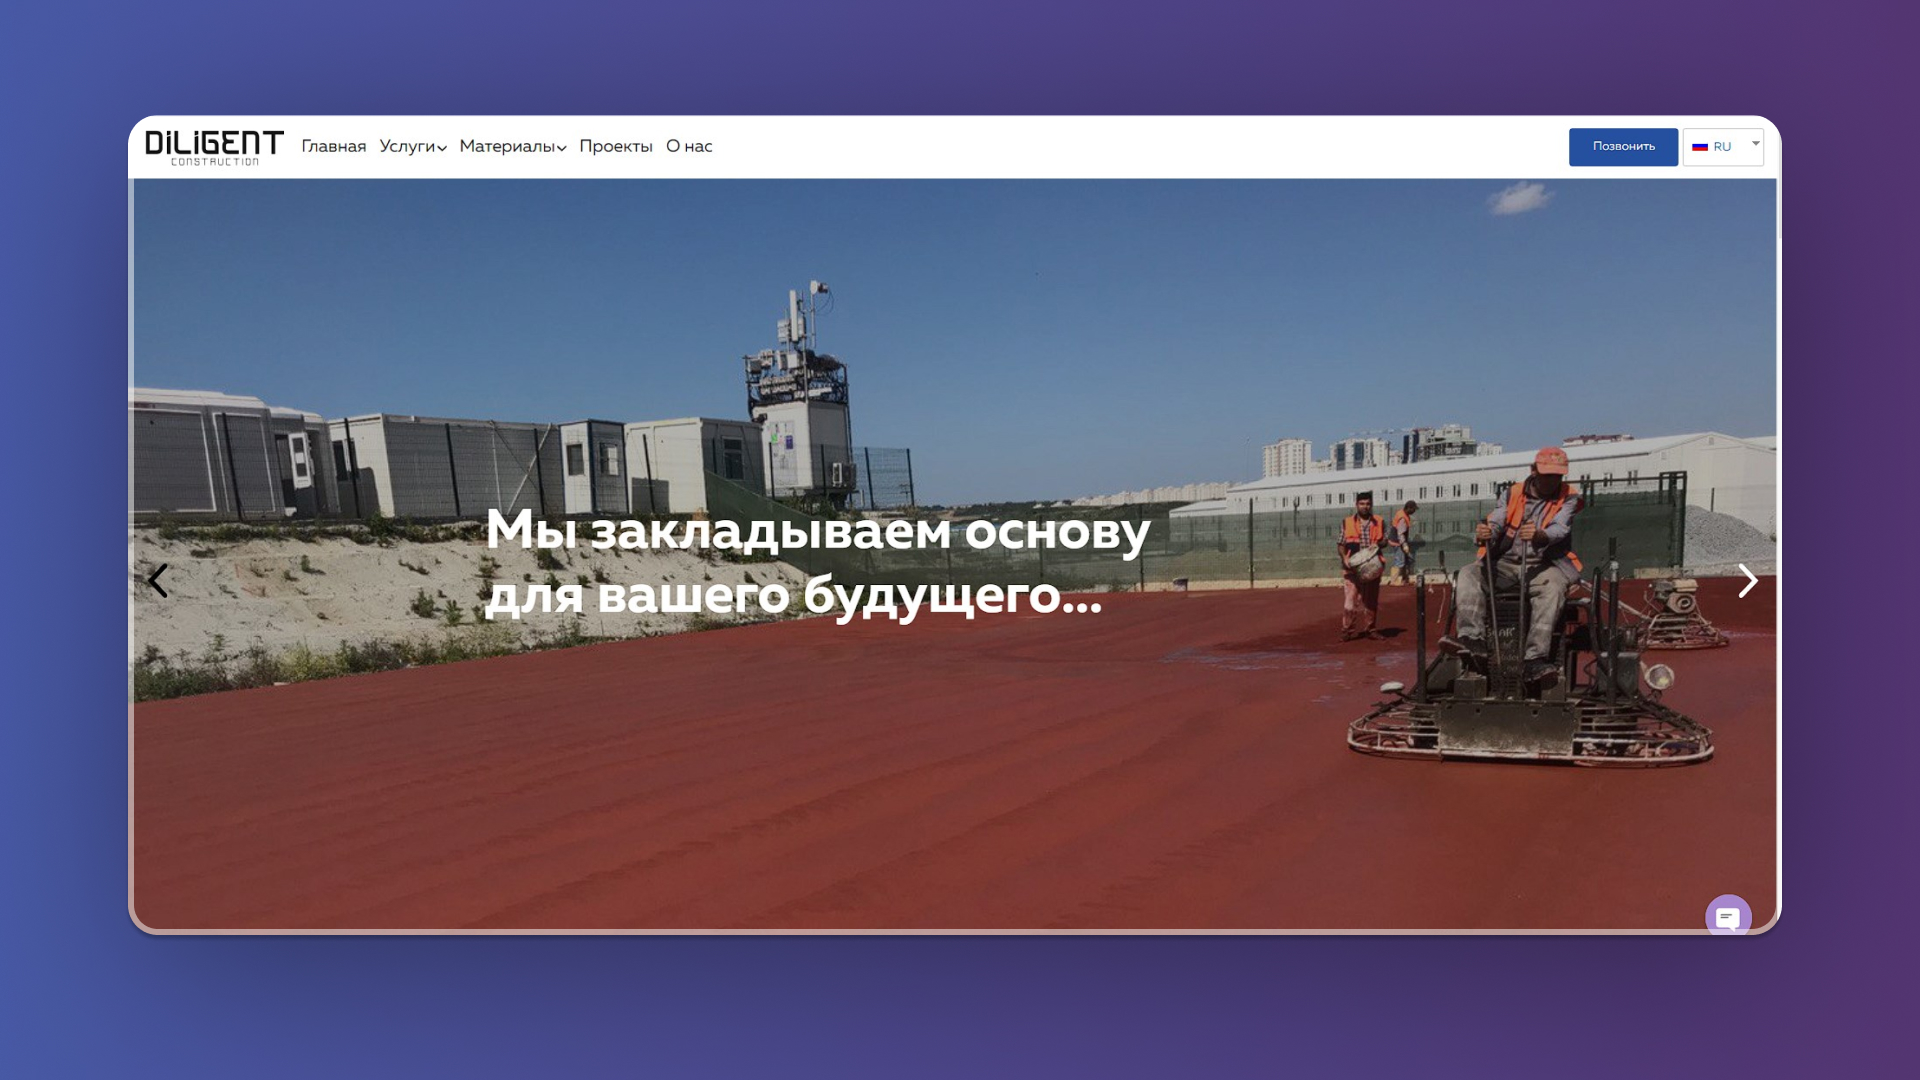 DiLiGENT
CONSTRUCTION
Главная Услуги Материалы Проекты О нас
Позвонить
RU
Мы закладываем основу
для вашего будущего...